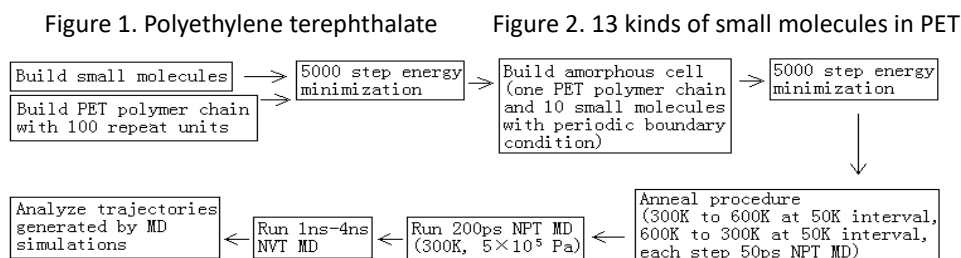 Figure 1. Polyethylene terephthalate
Figure 2. 13 kinds of small molecules in PET
Build small molecules
Build PET polymer chain
with 100 repeat units
5000 step energy
minimization
Build amorphous cell
(one PET polymer chain
and 10 small molecules
with periodic boundary
condition)
5000 step energy
minimization
Anneal procedure
(300K to 600K at 50K interval,
600K to 300K at 50K interval,
each step 50ps NPT MD)
Run 200ps NPT MD
(300K, 5×10⁵ Pa)
Run 1ns-4ns
NVT MD
Analyze trajectories
generated by MD
simulations